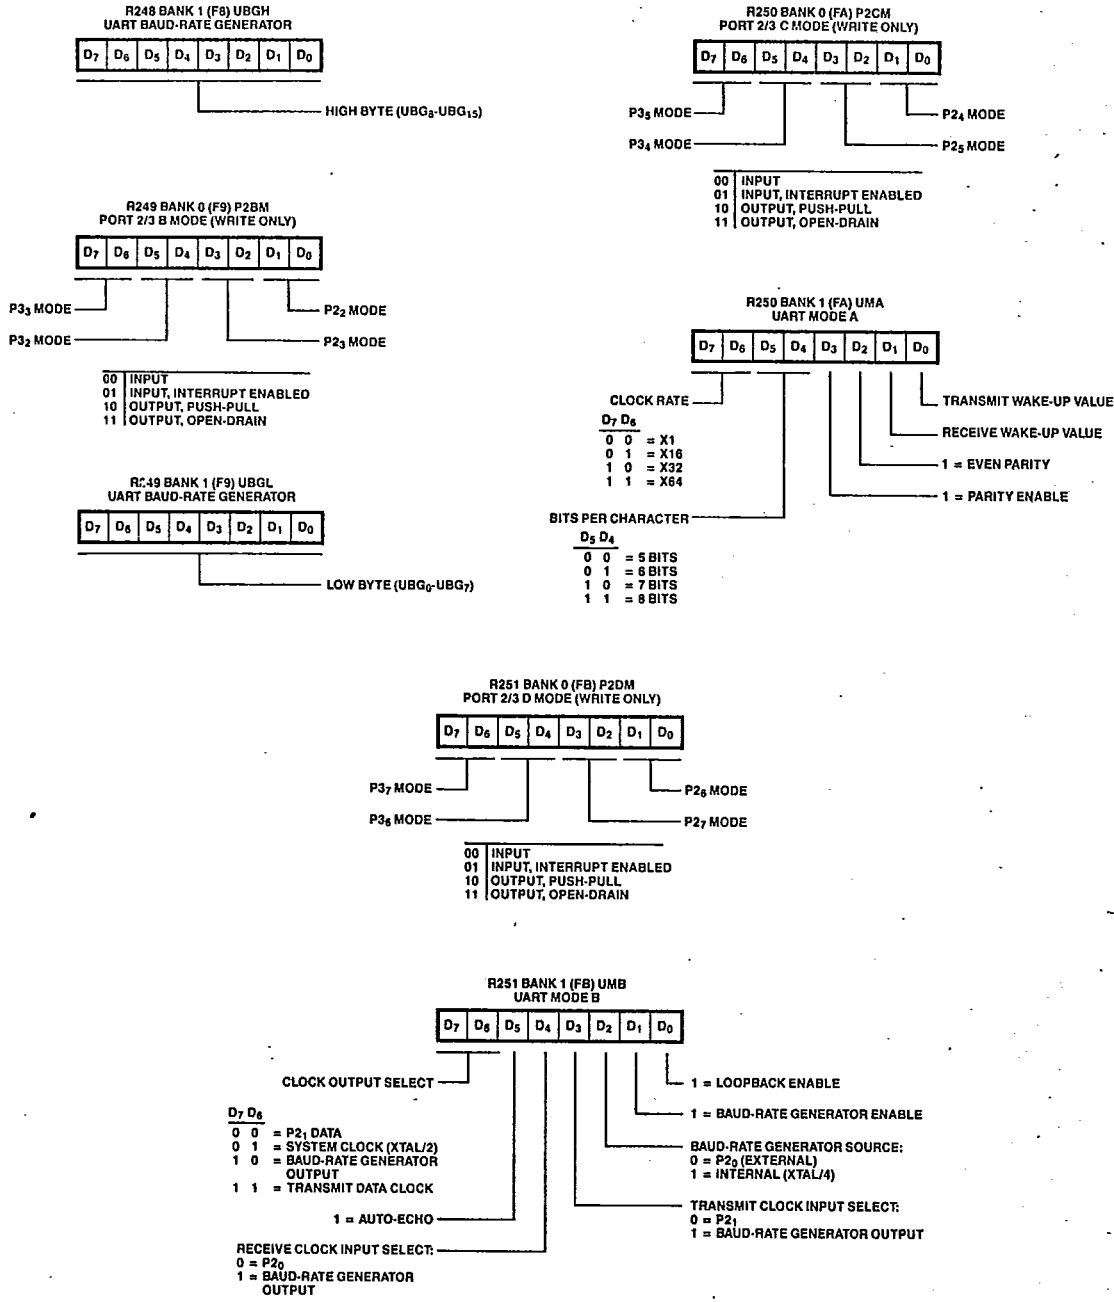 R248 BANK 1 (F8) UBGH
UART BAUD-RATE GENERATOR
D7 D6 D5 D4 D3 D2 D1 D0
HIGH BYTE (UBG8-UBG15)
R249 BANK 0 (F9) P2BM
PORT 2/3 B MODE (WRITE ONLY)
D7 D6 D5 D4 D3 D2 D1 D0
P33 MODE
P22 MODE
P32 MODE
P23 MODE
00 INPUT
01 INPUT, INTERRUPT ENABLED
10 OUTPUT, PUSH-PULL
11 OUTPUT, OPEN-DRAIN
R249 BANK 1 (F9) UBGL
UART BAUD-RATE GENERATOR
D7 D6 D5 D4 D3 D2 D1 D0
LOW BYTE (UBG0-UBG7)
R250 BANK 0 (FA) P2CM
PORT 2/3 C MODE (WRITE ONLY)
D7 D6 D5 D4 D3 D2 D1 D0
P35 MODE
P24 MODE
P34 MODE
P25 MODE
00 INPUT
01 INPUT, INTERRUPT ENABLED
10 OUTPUT, PUSH-PULL
11 OUTPUT, OPEN-DRAIN
R250 BANK 1 (FA) UMA
UART MODE A
D7 D6 D5 D4 D3 D2 D1 D0
CLOCK RATE
D7 D6
0 0 = X1
0 1 = X16
1 0 = X32
1 1 = X64
BITS PER CHARACTER
D5 D4
0 0 = 5 BITS
0 1 = 6 BITS
1 0 = 7 BITS
1 1 = 8 BITS
TRANSMIT WAKE-UP VALUE
RECEIVE WAKE-UP VALUE
1 = EVEN PARITY
1 = PARITY ENABLE
R251 BANK 0 (FB) P2DM
PORT 2/3 D MODE (WRITE ONLY)
D7 D6 D5 D4 D3 D2 D1 D0
P37 MODE
P26 MODE
P36 MODE
P27 MODE
00 INPUT
01 INPUT, INTERRUPT ENABLED
10 OUTPUT, PUSH-PULL
11 OUTPUT, OPEN-DRAIN
R251 BANK 1 (FB) UMB
UART MODE B
D7 D6 D5 D4 D3 D2 D1 D0
CLOCK OUTPUT SELECT
D7 D6
0 0 = P21 DATA
0 1 = SYSTEM CLOCK (XTAL/2)
1 0 = BAUD-RATE GENERATOR
OUTPUT
1 1 = TRANSMIT DATA CLOCK
1 = AUTO-ECHO
RECEIVE CLOCK INPUT SELECT:
0 = P20
1 = BAUD-RATE GENERATOR
OUTPUT
1 = LOOPBACK ENABLE
1 = BAUD-RATE GENERATOR ENABLE
BAUD-RATE GENERATOR SOURCE:
0 = P20 (EXTERNAL)
1 = INTERNAL (XTAL/4)
TRANSMIT CLOCK INPUT SELECT:
0 = P21
1 = BAUD-RATE GENERATOR OUTPUT